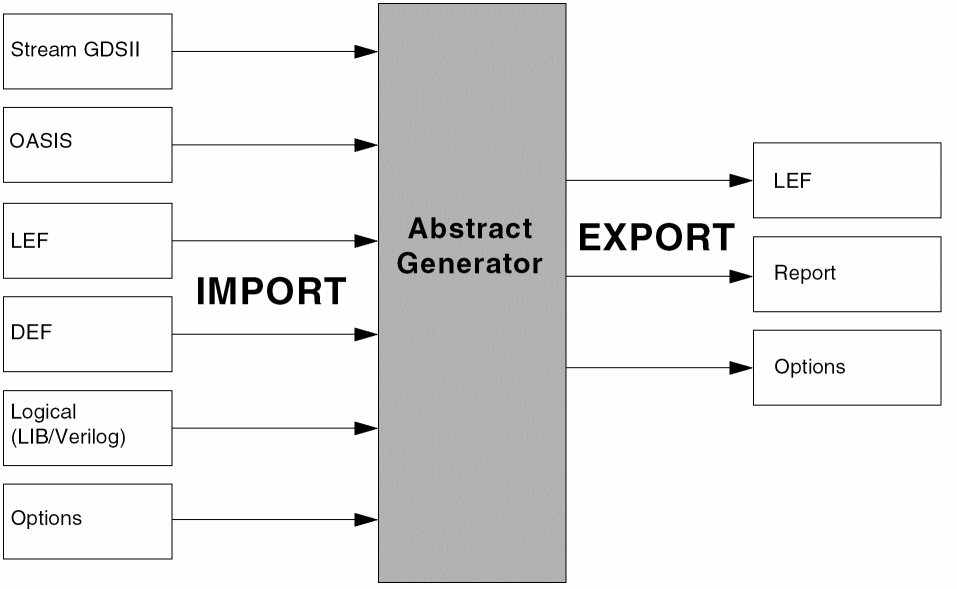 Stream GDSII
OASIS
LEF
DEF
Logical
(LIB/Verilog)
Options
IMPORT
Abstract
Generator
EXPORT
LEF
Report
Options